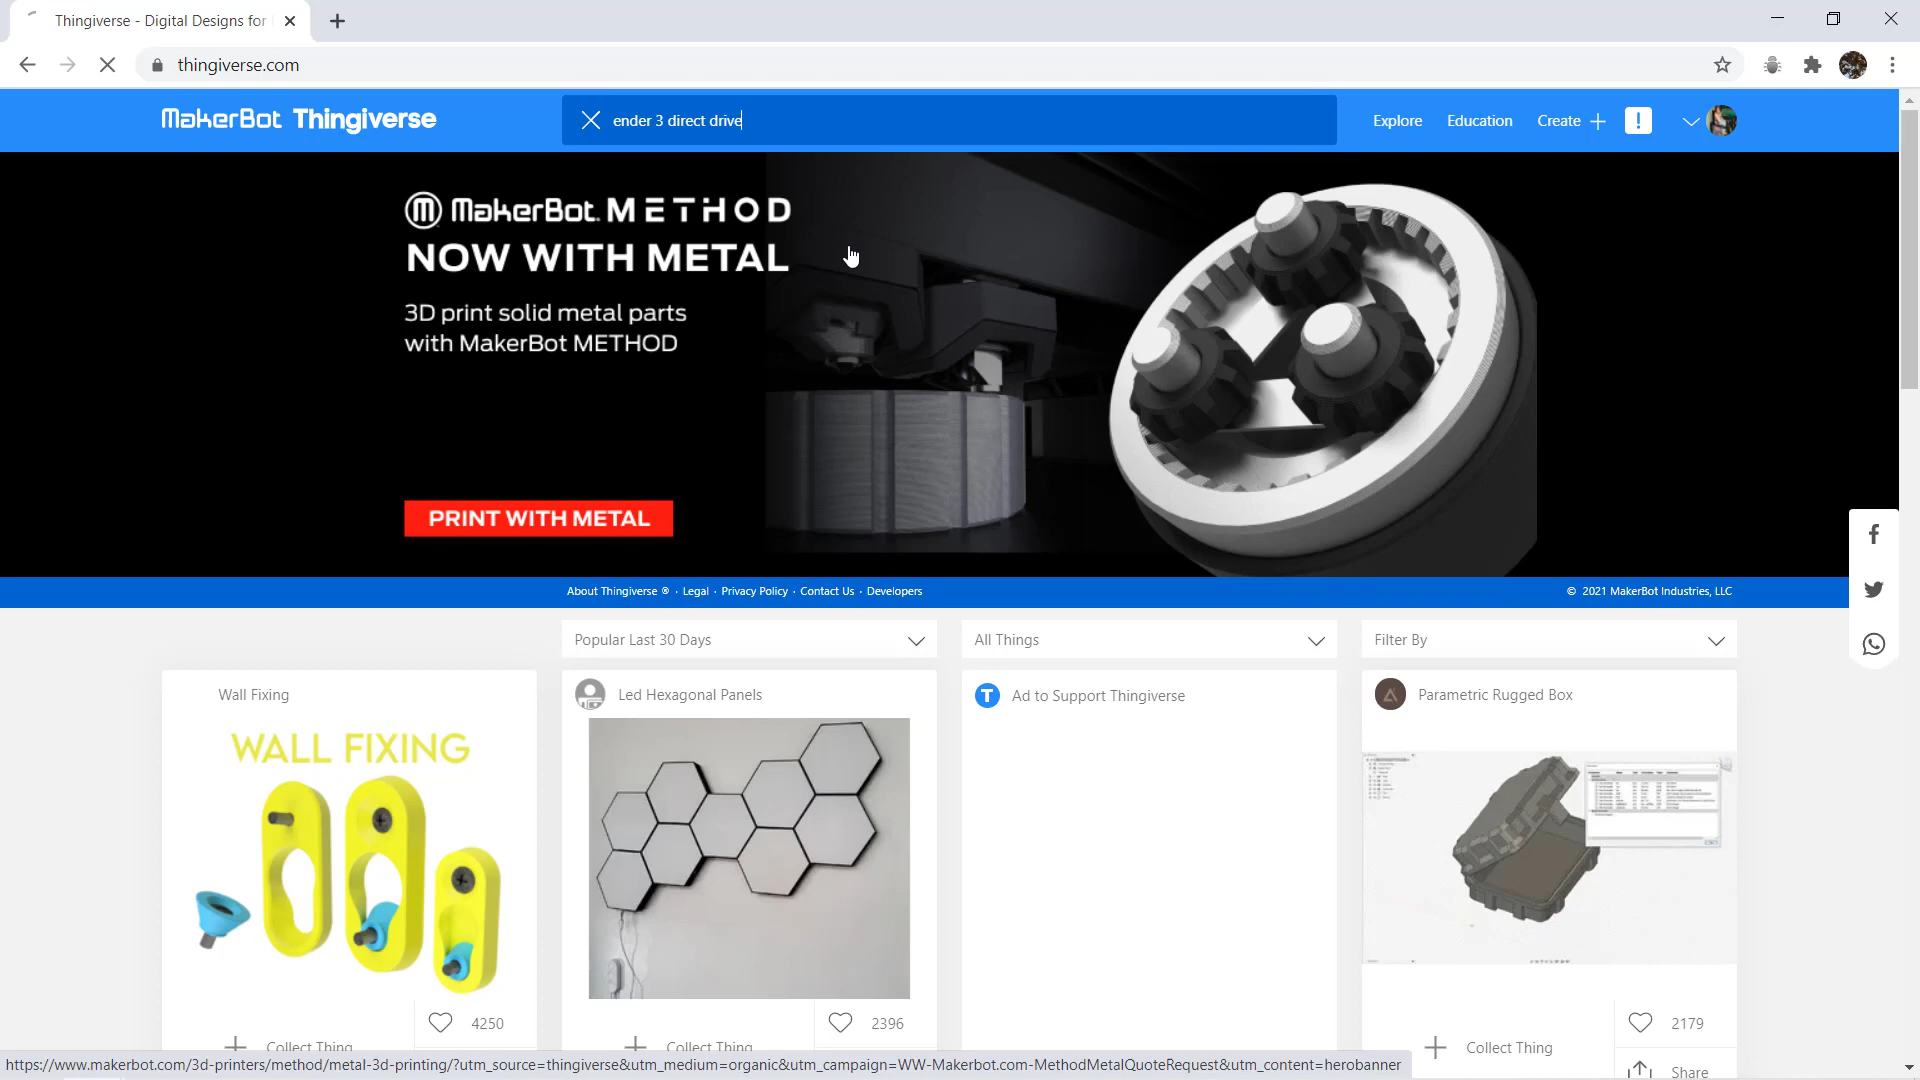 Thingiverse - Digital Designs for
thingiverse.com
MakerBot Thingiverse
ender 3 direct drive
Explore
Education
Create
MakerBot METHOD
NOW WITH METAL
3D print solid metal parts
with MakerBot METHOD
PRINT WITH METAL
About Thingiverse ® · Legal · Privacy Policy · Contact Us · Developers
© 2021 MakerBot Industries, LLC
Popular Last 30 Days
All Things
Filter By
Wall Fixing
Led Hexagonal Panels
Ad to Support Thingiverse
Parametric Rugged Box
WALL FIXING
4250
2396
2179
Collect Thing
Collect Thing
Collect Thing
Share
https://www.makerbot.com/3d-printers/method/metal-3d-printing/?utm_source=thingiverse&utm_medium=organic&utm_campaign=WW-Makerbot.com-MethodMetalQuoteRequest&utm_content=herobanner